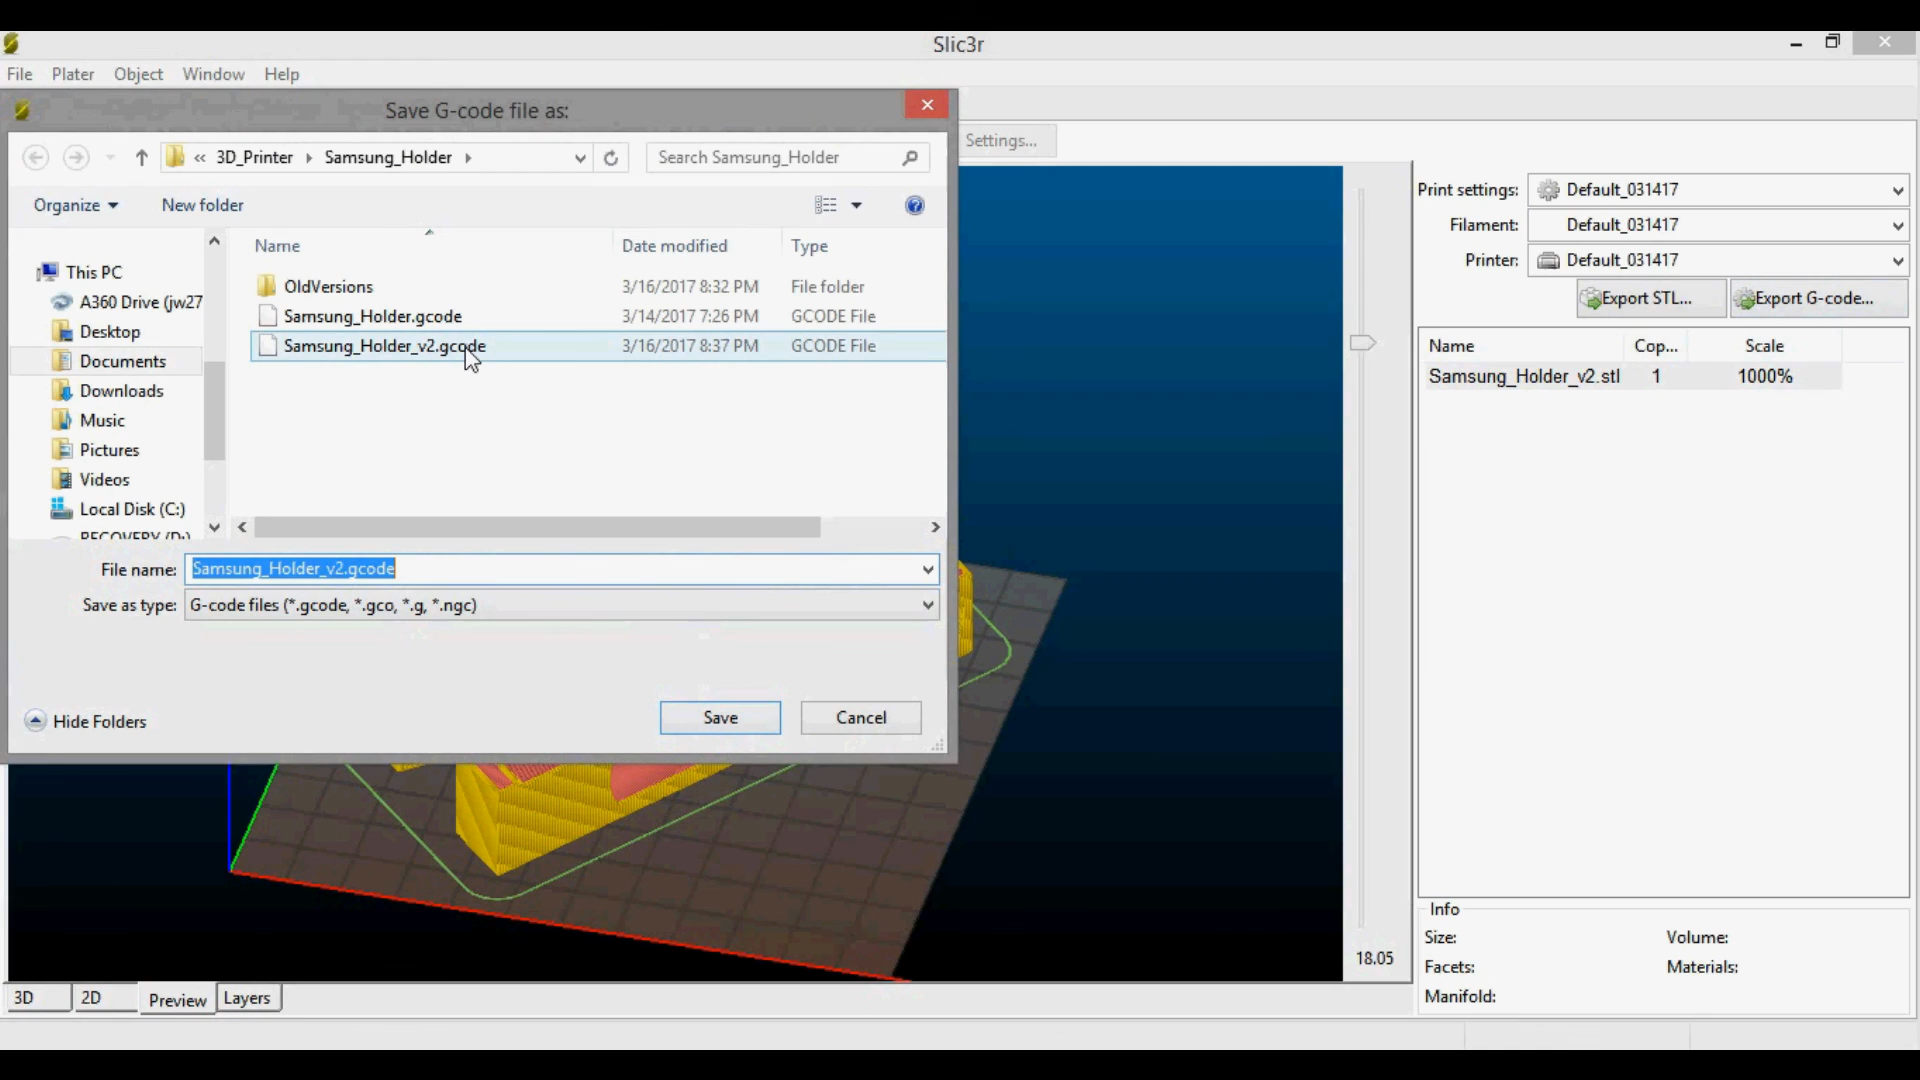 Slic3r
File Plater Object Window Help
Save G-code file as:
« 3D_Printer Samsung_Holder Search Samsung_Holder
Settings...
Organize New folder
Name Date modified Type
This PC
A360 Drive (jw27
Desktop
Documents
Downloads
Music
Pictures
Videos
Local Disk (C:)
RECOVERY (D:)
OldVersions 3/16/2017 8:32 PM File folder
Samsung_Holder.gcode 3/14/2017 7:26 PM GCODE File
Samsung_Holder_v2.gcode 3/16/2017 8:37 PM GCODE File
File name: Samsung_Holder_v2.gcode
Save as type: G-code files (*.gcode, *.gco, *.g, *.ngc)
Hide Folders Save Cancel
Print settings: Default_031417
Filament: Default_031417
Printer: Default_031417
Export STL... Export G-code...
Name Cop... Scale
Samsung_Holder_v2.stl 1 1000%
18.05
Info
Size: Volume:
Facets: Materials:
Manifold:
3D 2D Preview Layers